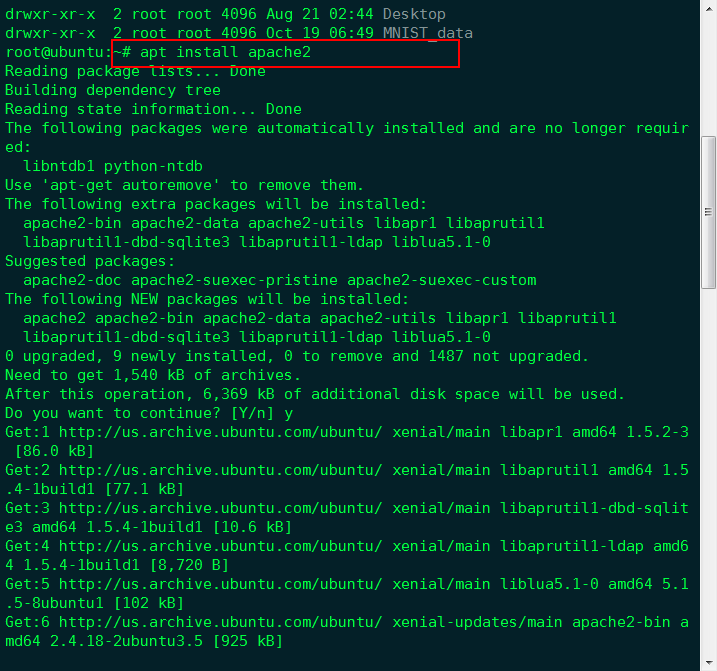 drwxr-xr-x  2 root root 4096 Aug 21 02:44 Desktop
drwxr-xr-x  2 root root 4096 Oct 19 06:49 MNIST_data
root@ubuntu:~# apt install apache2
Reading package lists... Done
Building dependency tree
Reading state information... Done
The following packages were automatically installed and are no longer requir
ed:
  libntdb1 python-ntdb
Use 'apt-get autoremove' to remove them.
The following extra packages will be installed:
  apache2-bin apache2-data apache2-utils libapr1 libaprutil1
  libaprutil1-dbd-sqlite3 libaprutil1-ldap liblua5.1-0
Suggested packages:
  apache2-doc apache2-suexec-pristine apache2-suexec-custom
The following NEW packages will be installed:
  apache2 apache2-bin apache2-data apache2-utils libapr1 libaprutil1
  libaprutil1-dbd-sqlite3 libaprutil1-ldap liblua5.1-0
0 upgraded, 9 newly installed, 0 to remove and 1487 not upgraded.
Need to get 1,540 kB of archives.
After this operation, 6,369 kB of additional disk space will be used.
Do you want to continue? [Y/n] y
Get:1 http://us.archive.ubuntu.com/ubuntu/ xenial/main libapr1 amd64 1.5.2-3
 [86.0 kB]
Get:2 http://us.archive.ubuntu.com/ubuntu/ xenial/main libaprutil1 amd64 1.5
.4-1build1 [77.1 kB]
Get:3 http://us.archive.ubuntu.com/ubuntu/ xenial/main libaprutil1-dbd-sqlit
e3 amd64 1.5.4-1build1 [10.6 kB]
Get:4 http://us.archive.ubuntu.com/ubuntu/ xenial/main libaprutil1-ldap amd6
4 1.5.4-1build1 [8,720 B]
Get:5 http://us.archive.ubuntu.com/ubuntu/ xenial/main liblua5.1-0 amd64 5.1
.5-8ubuntu1 [102 kB]
Get:6 http://us.archive.ubuntu.com/ubuntu/ xenial-updates/main apache2-bin a
md64 2.4.18-2ubuntu3.5 [925 kB]